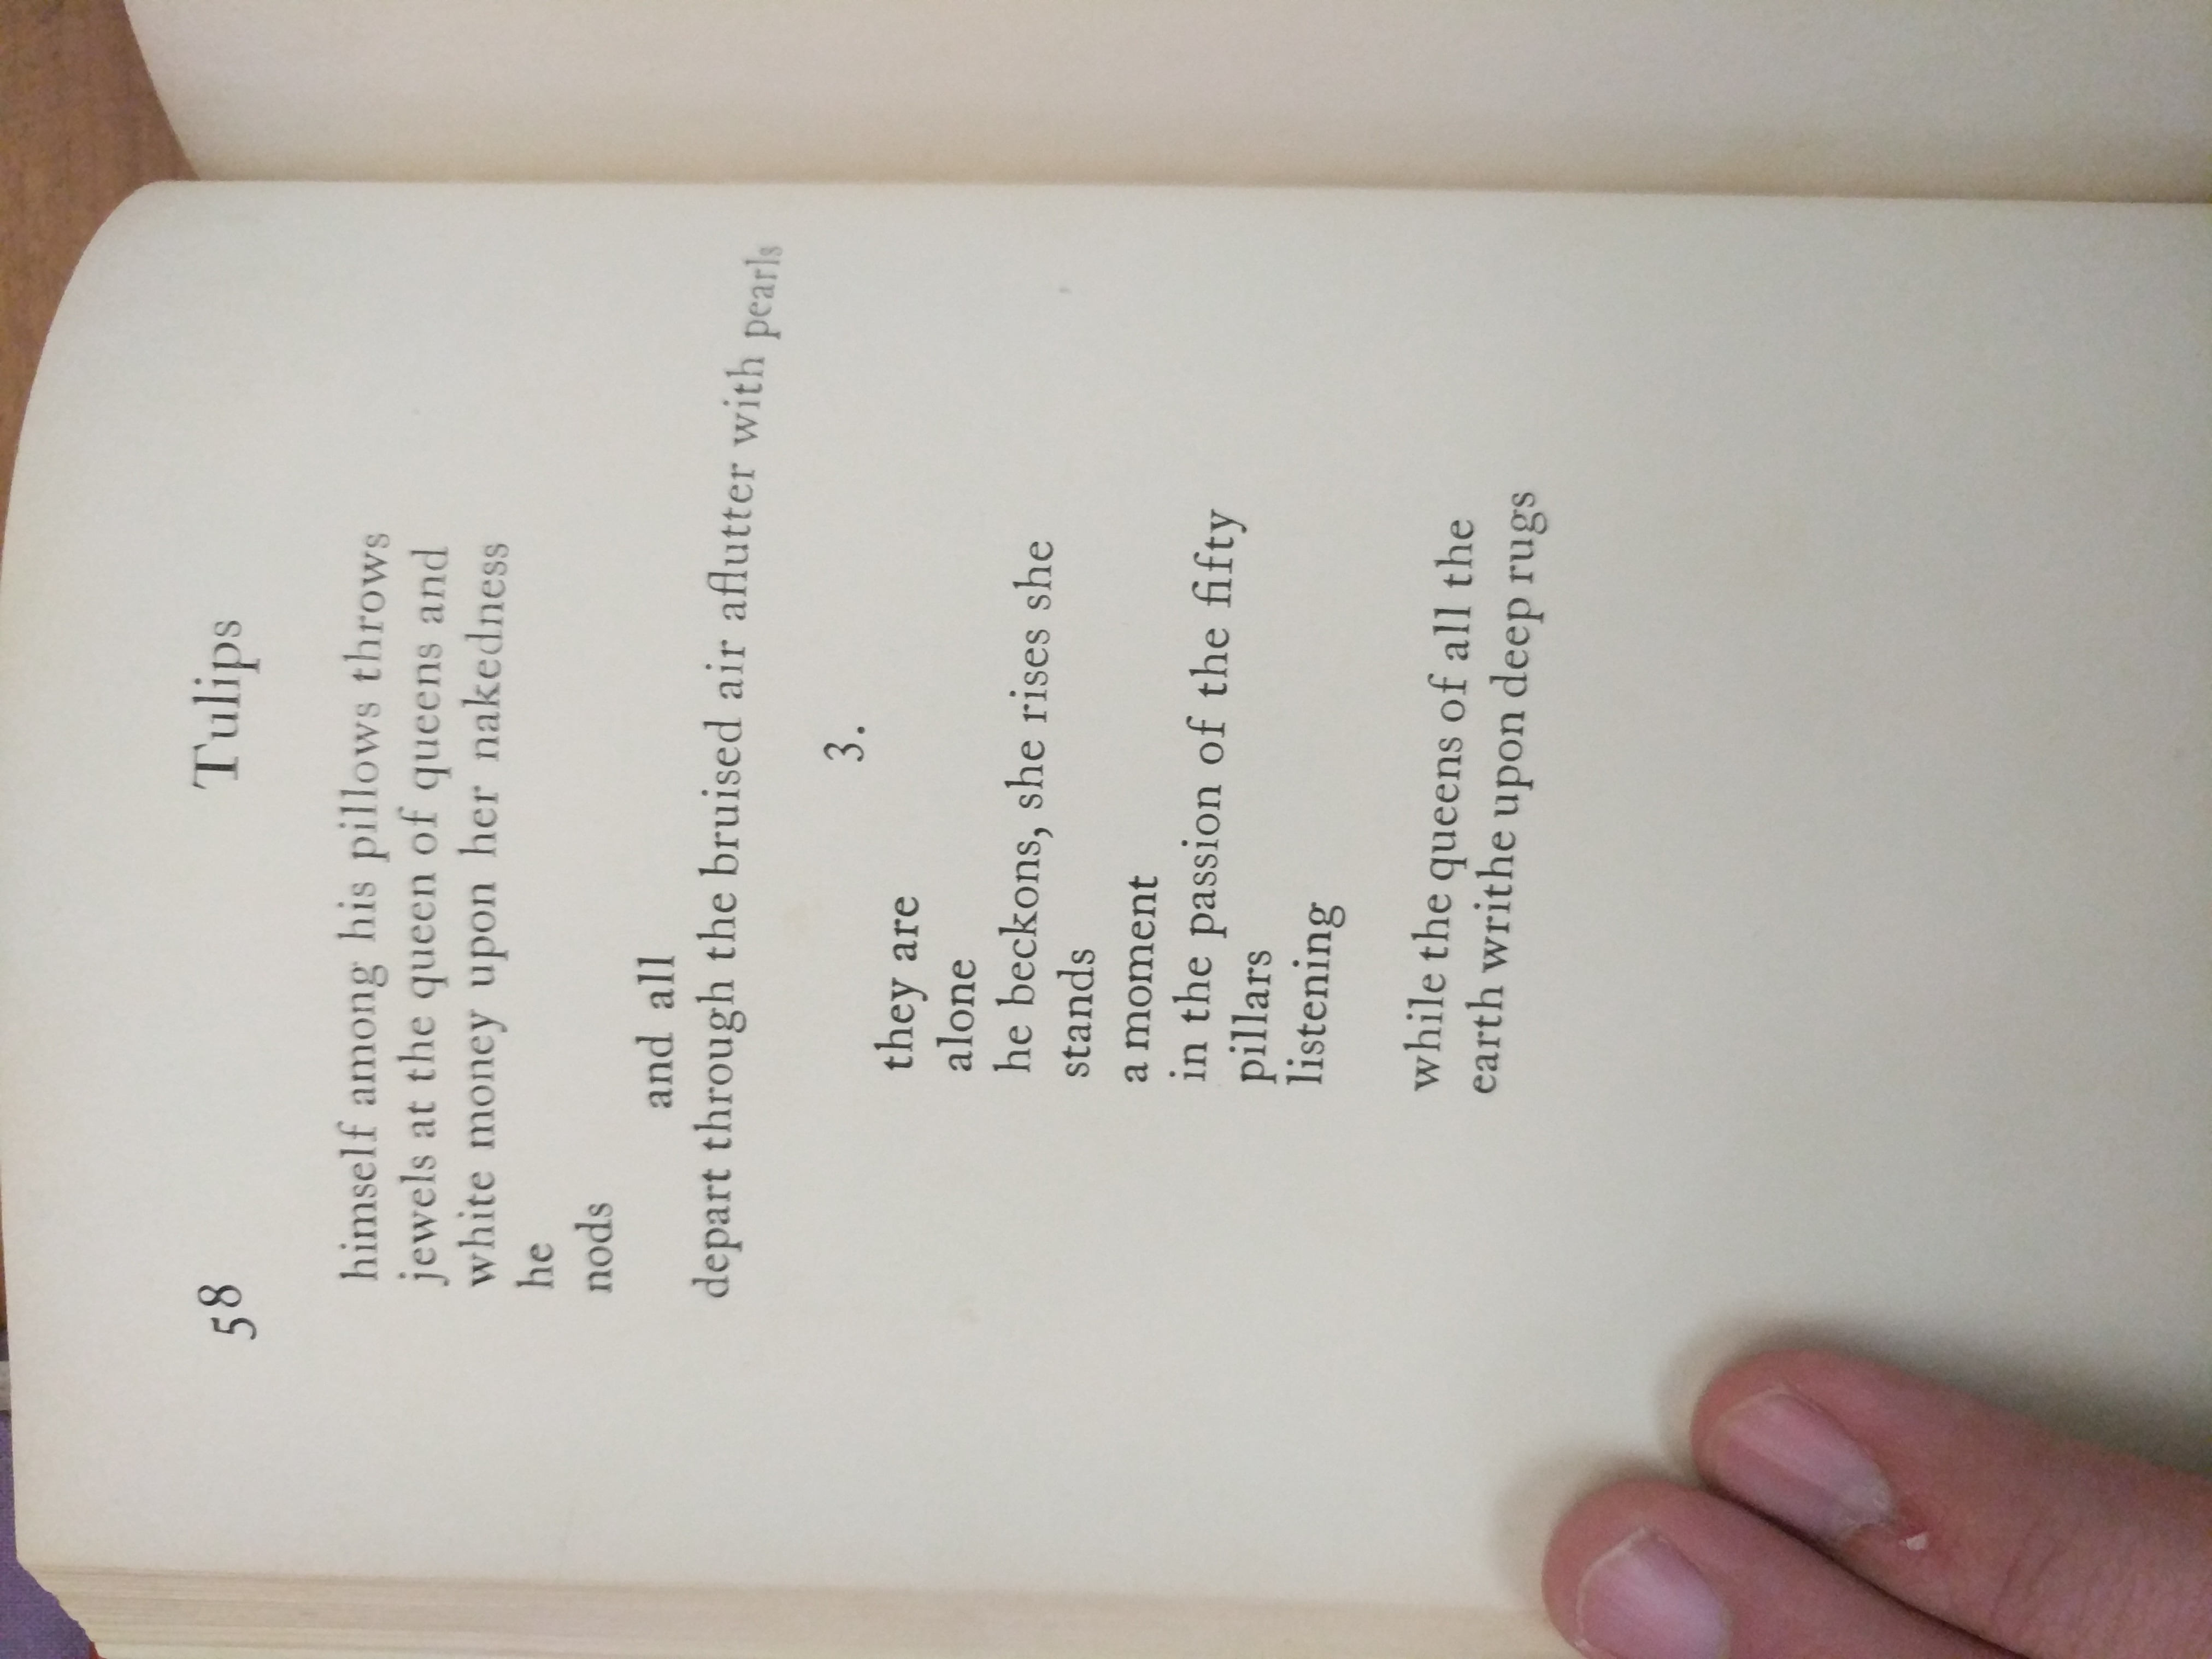 58 Tulips
himself among his pillows throws
jewels at the queen of queens and
white money upon her nakedness
he
nods
and all
depart through the bruised air aflutter with pearls
3.
they are
alone
he beckons, she rises she
stands
a moment
in the passion of the fifty
pillars
listening
while the queens of all the
earth writhe upon deep rugs